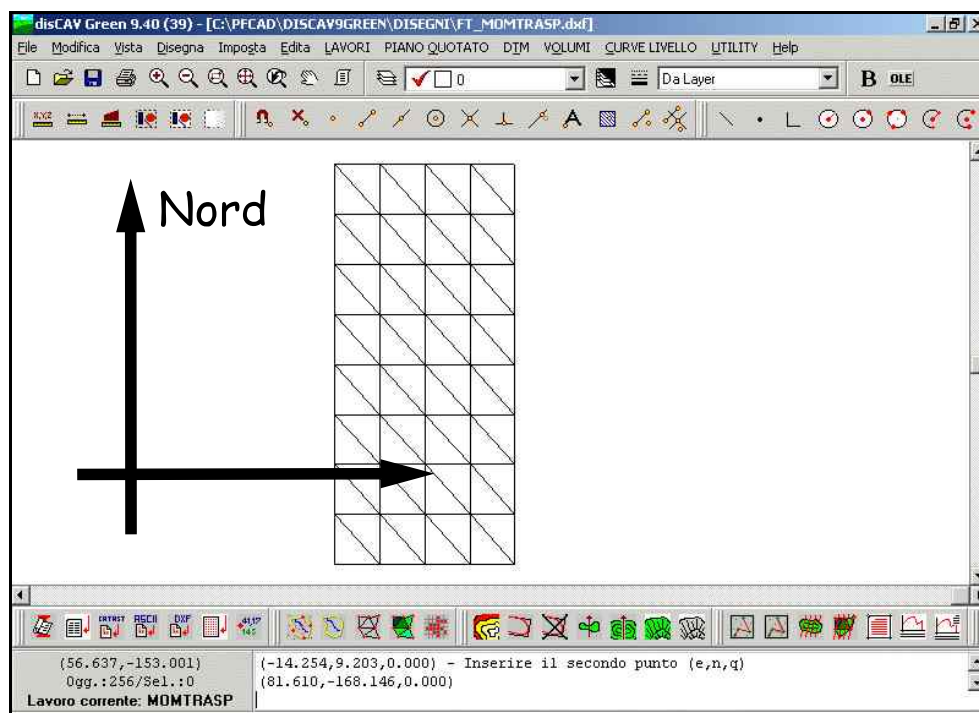 disCAV Green 9.40 (39) - [C:\PFCAD\DISCAV9GREEN\DISEGNI\FT_MOMTRASP.dxf]
File Modifica Vista Disegna Imposta Edita LAVORI PIANO QUOTATO DTM VOLUMI CURVE LIVELLO UTILITY Help
0 Da Layer B OLE
X,Y,Z A
Nord
CATAST ASCII DXF
(56.637,-153.001)
Ogg.:256/Sel.:0
Lavoro corrente: MOMTRASP
(-14.254,9.203,0.000) - Inserire il secondo punto (e,n,q)
(81.610,-168.146,0.000)